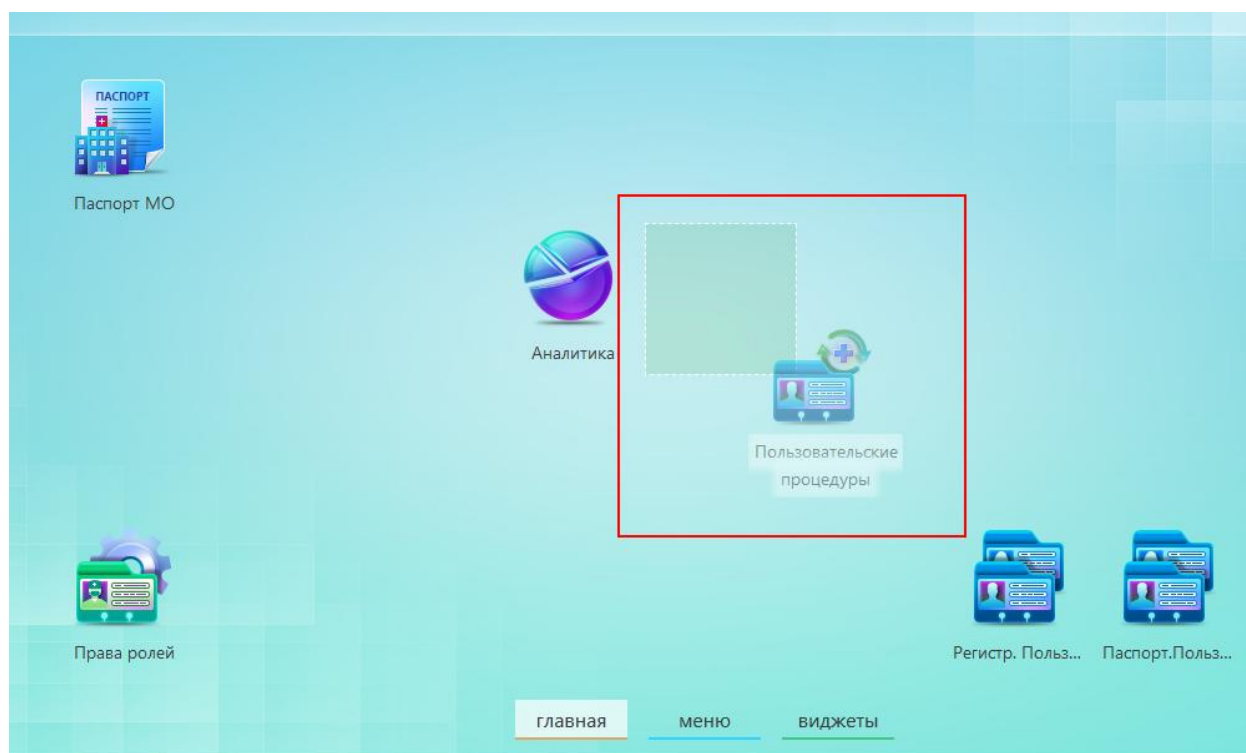 ПАСПОРТ
Паспорт МО
Аналитика
Пользовательские
процедуры
Права ролей
Регистр. Польз...
Паспорт.Польз...
главная
меню
виджеты